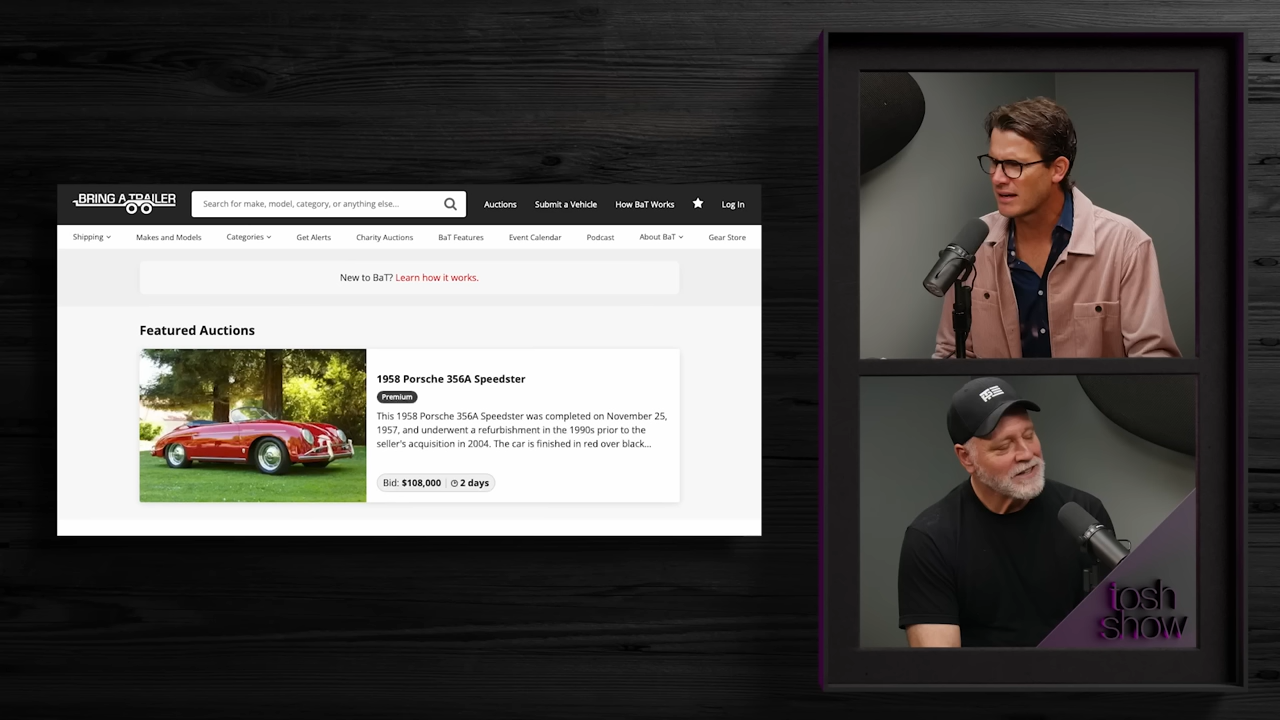 BRING A TRAILER
Search for make, model, category, or anything else...
Auctions
Submit a Vehicle
How BaT Works
Log In
Shipping
Makes and Models
Categories
Get Alerts
Charity Auctions
BaT Features
Event Calendar
Podcast
About BaT
Gear Store
New to BaT? Learn how it works.
Featured Auctions
1958 Porsche 356A Speedster
Premium
This 1958 Porsche 356A Speedster was completed on November 25,
1957, and underwent a refurbishment in the 1990s prior to the
seller's acquisition in 2004. The car is finished in red over black...
Bid: $108,000
2 days
tosh
show